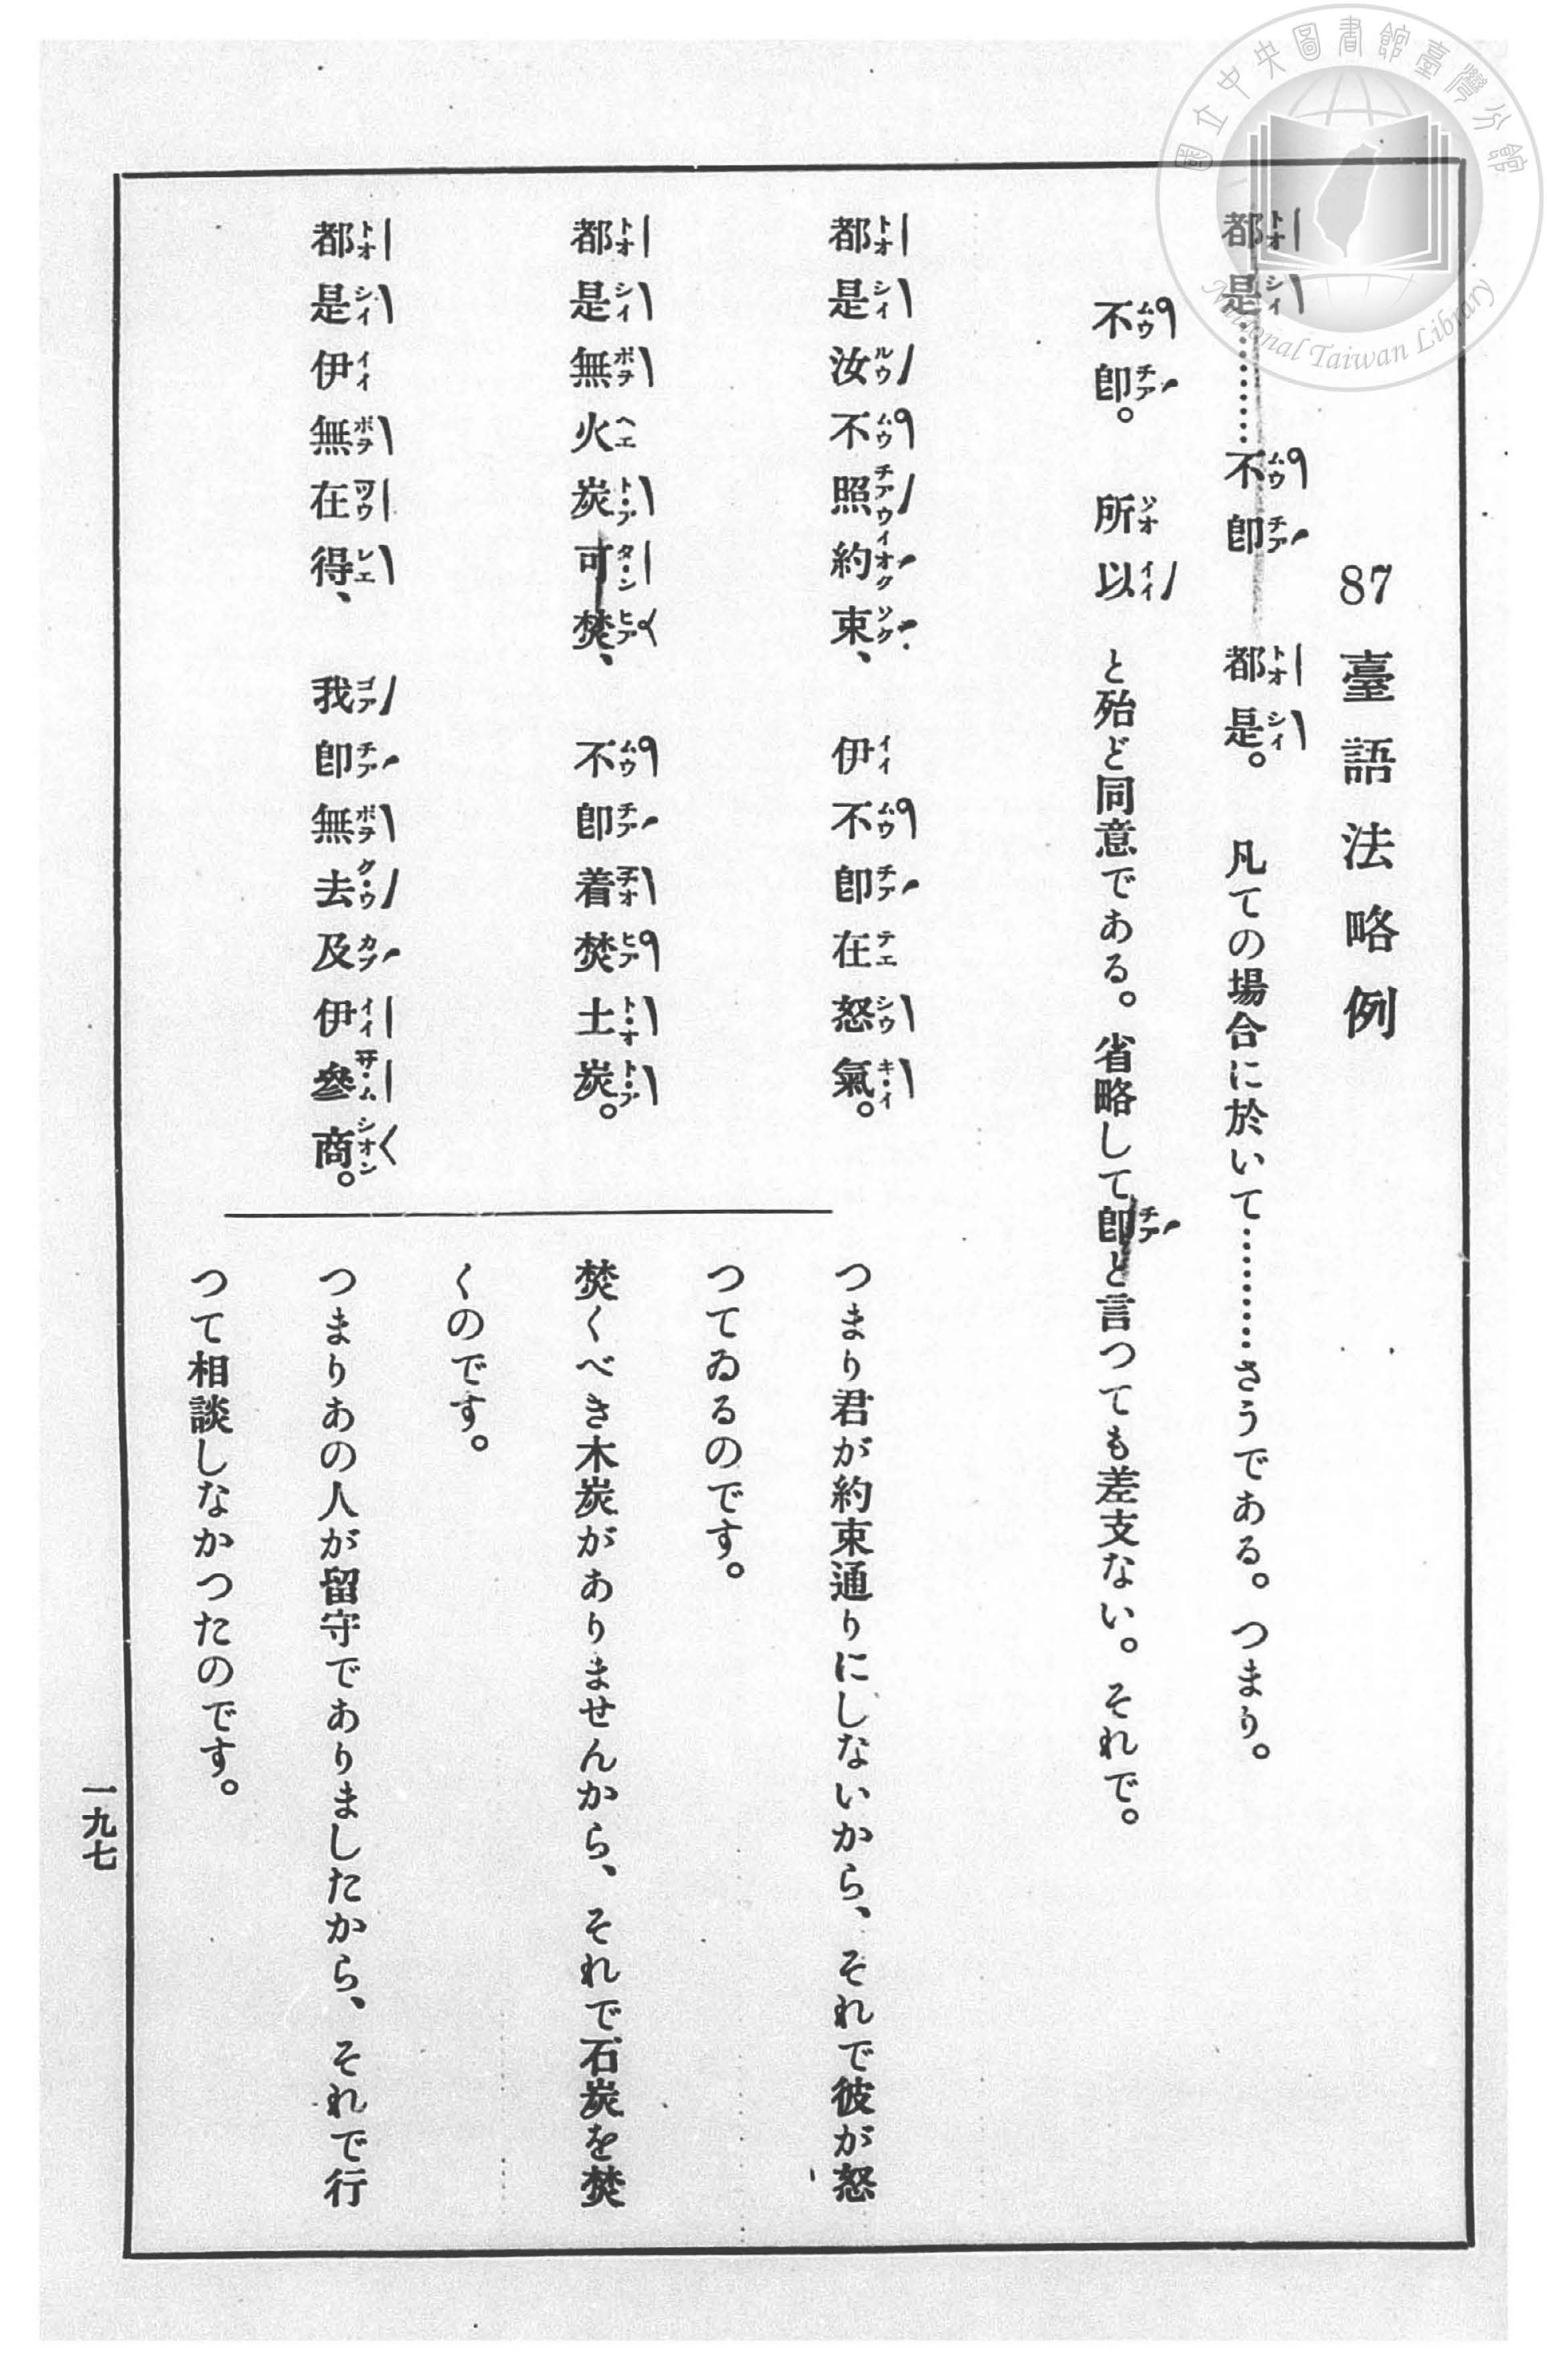 87 臺語法略例
都是………不卽 都是。 凡ての場合に於いて………さうである。つまり。
不卽。 所以 と殆ど同意である。省略して卽と言つても差支ない。それで。
都是汝不照約束、 伊不卽在怒氣。
つまり君が約束通りにしないから、それで彼が怒
つてゐるのです。
都是無火炭可焚、 不卽着焚土炭。
焚くべき木炭がありませんから、それで石炭を焚
くのです。
都是伊無在得、 我卽無去及伊參商。
つまりあの人が留守でありましたから、それで行
つて相談しなかつたのです。
一九七
國立中央圖書館臺灣分館
National Taiwan Library